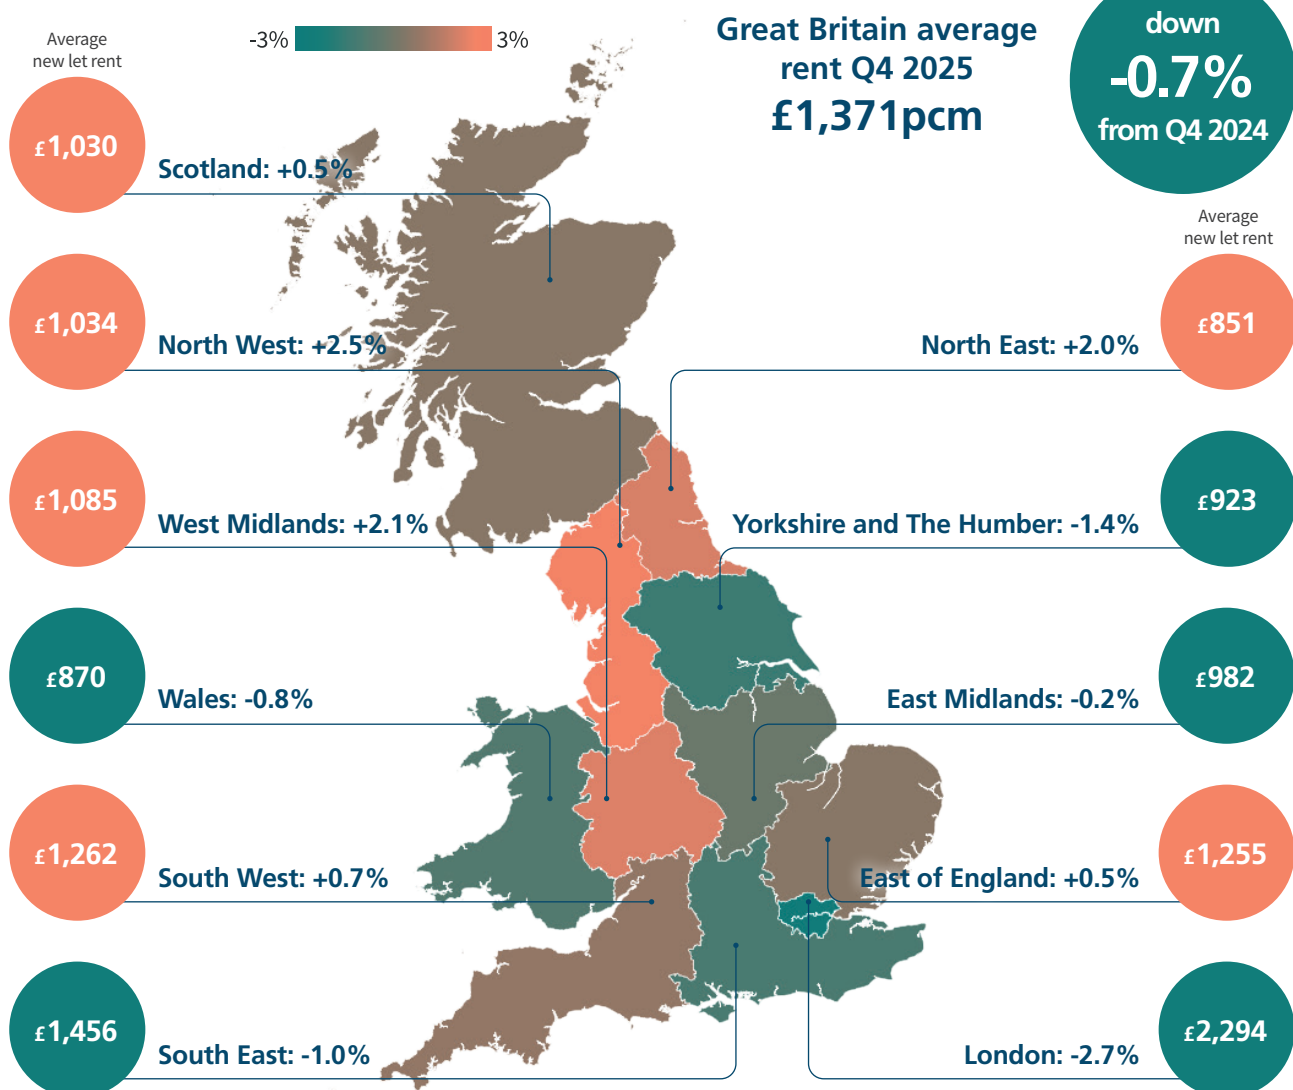 -3%
3%
Great Britain average
rent Q4 2025
£1,371pcm
down
-0.7%
from Q4 2024
Average
new let rent
£1,030
Scotland: +0.5%
£1,034
North West: +2.5%
£1,085
West Midlands: +2.1%
£870
Wales: -0.8%
£1,262
South West: +0.7%
£1,456
South East: -1.0%
Average
new let rent
£851
North East: +2.0%
£923
Yorkshire and The Humber: -1.4%
£982
East Midlands: -0.2%
£1,255
East of England: +0.5%
£2,294
London: -2.7%